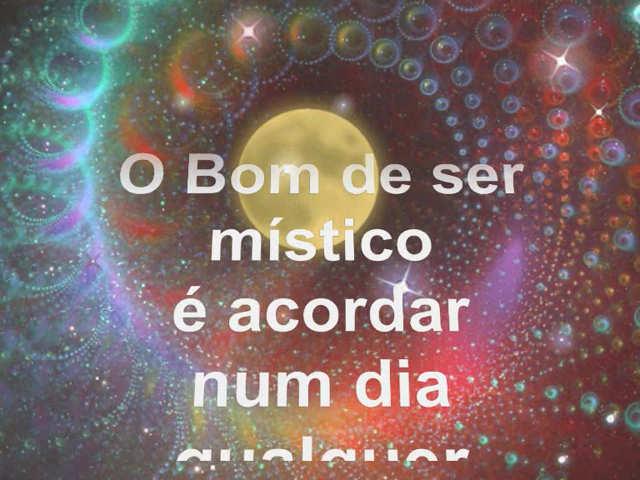 O Bom de ser
místico
é acordar
num dia
qualquer